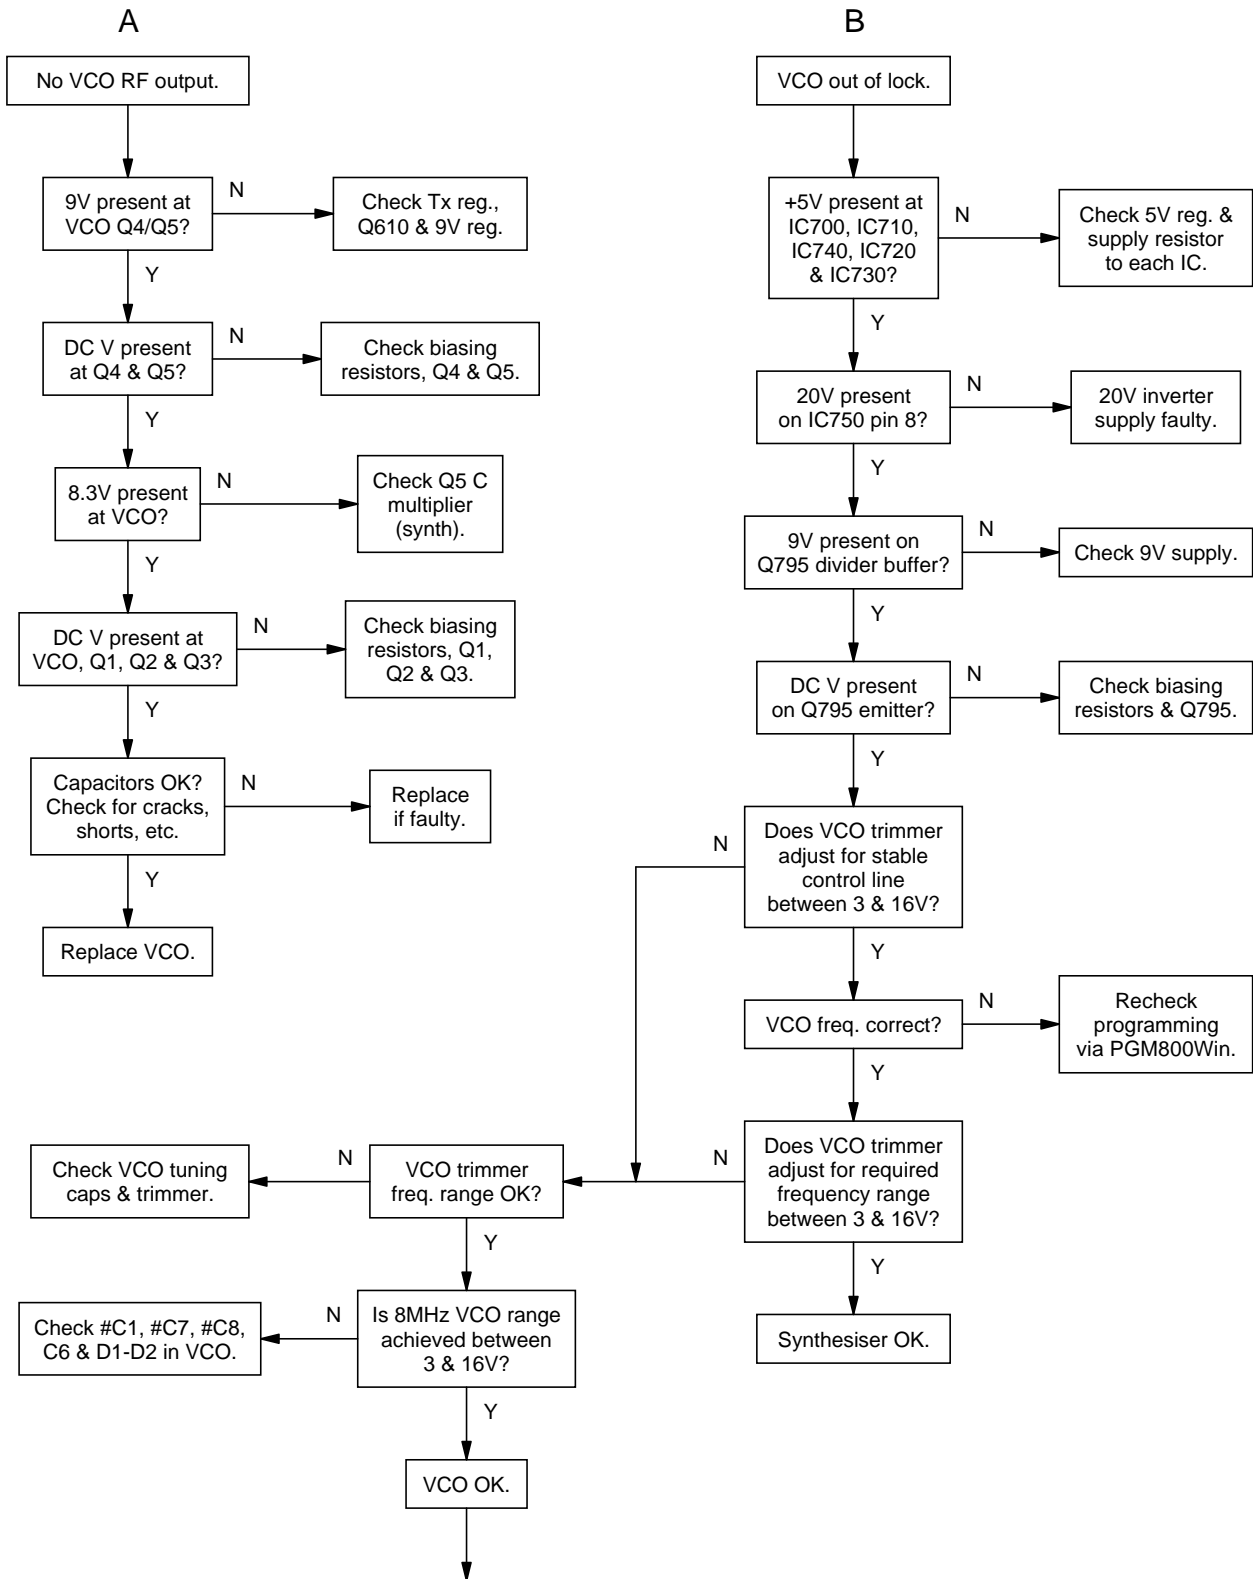 A
No VCO RF output.
9V present at
VCO Q4/Q5?
N
Check Tx reg.,
Q610 & 9V reg.
Y
DC V present
at Q4 & Q5?
N
Check biasing
resistors, Q4 & Q5.
Y
8.3V present
at VCO?
N
Check Q5 C
multiplier
(synth).
Y
DC V present at
VCO, Q1, Q2 & Q3?
N
Check biasing
resistors, Q1,
Q2 & Q3.
Y
Capacitors OK?
Check for cracks,
shorts, etc.
N
Replace
if faulty.
Y
Replace VCO.
B
VCO out of lock.
+5V present at
IC700, IC710,
IC740, IC720
& IC730?
N
Check 5V reg. &
supply resistor
to each IC.
Y
20V present
on IC750 pin 8?
N
20V inverter
supply faulty.
Y
9V present on
Q795 divider buffer?
N
Check 9V supply.
Y
DC V present
on Q795 emitter?
N
Check biasing
resistors & Q795.
Y
Does VCO trimmer
adjust for stable
control line
between 3 & 16V?
N
Y
VCO freq. correct?
N
Recheck
programming
via PGM800Win.
Y
Does VCO trimmer
adjust for required
frequency range
between 3 & 16V?
N
Y
Synthesiser OK.
VCO trimmer
freq. range OK?
N
Check VCO tuning
caps & trimmer.
Y
Is 8MHz VCO range
achieved between
3 & 16V?
N
Check #C1, #C7, #C8,
C6 & D1-D2 in VCO.
Y
VCO OK.